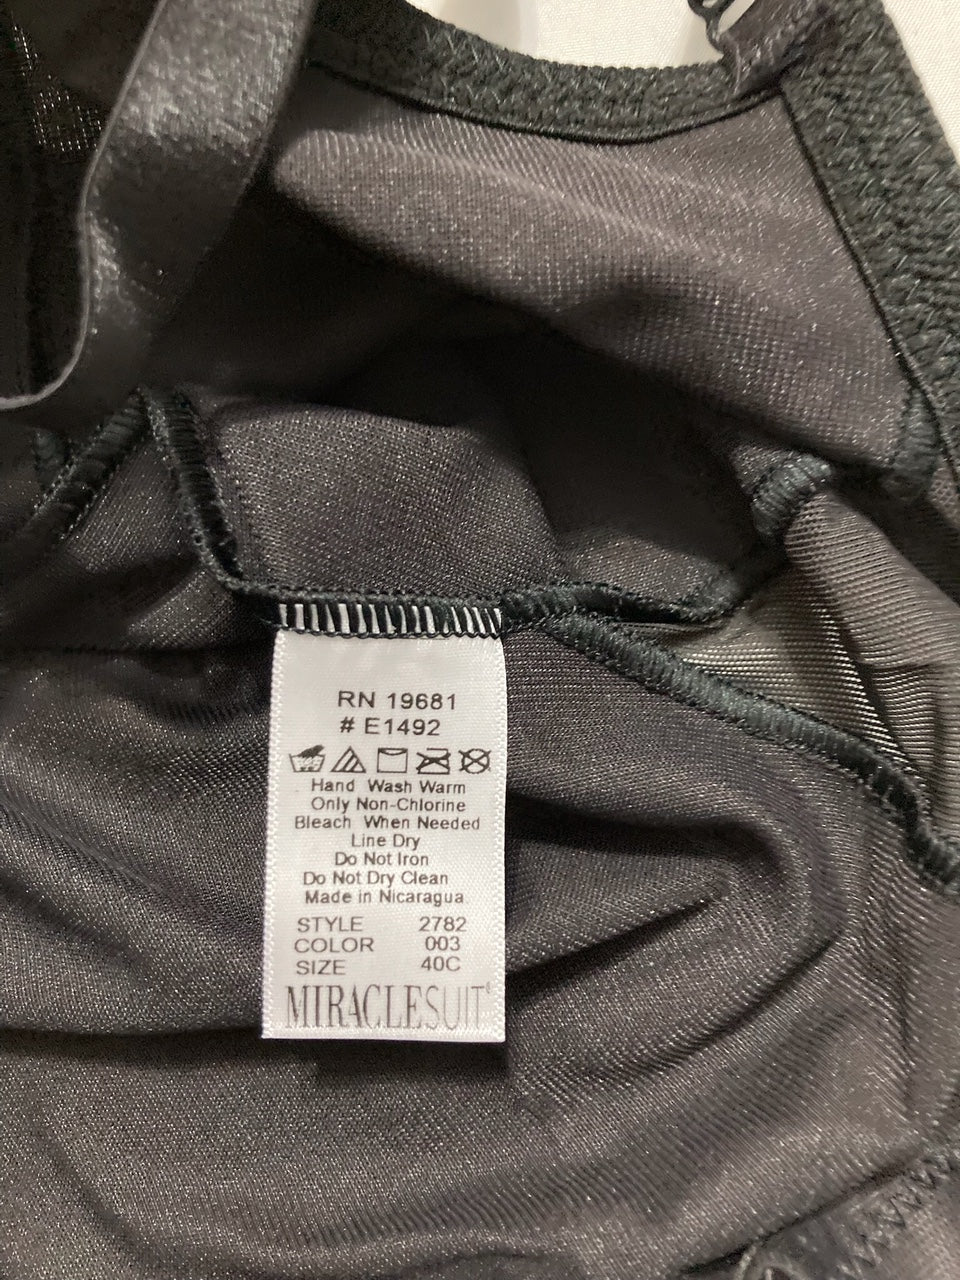 RN 19681
# E1492
Hand Wash Warm
Only Non-Chlorine
Bleach When Needed
Line Dry
Do Not Iron
Do Not Dry Clean
Made in Nicaragua
STYLE 2782
COLOR 003
SIZE 40C
MIRACLESUIT